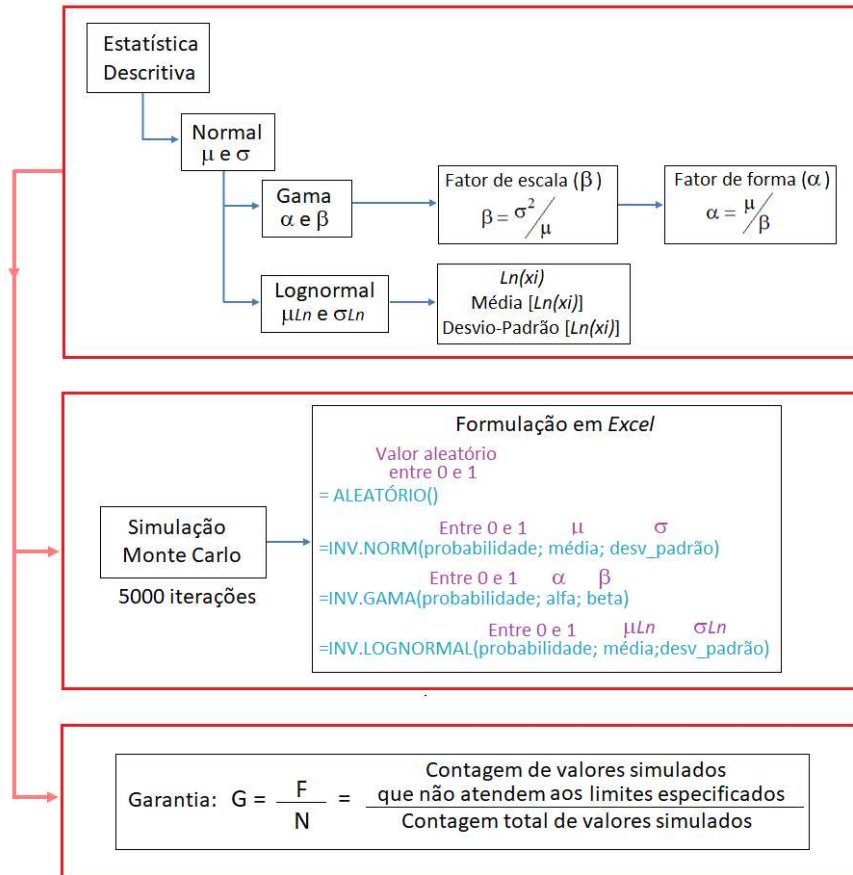 Estatística
Descritiva
Normal
μ e σ
Gama
α e β
Fator de escala (β)
β = σ²/μ
Fator de forma (α)
α = μ/β
Lognormal
μLn e σLn
Ln(xi)
Média [Ln(xi)]
Desvio-Padrão [Ln(xi)]
Simulação
Monte Carlo
5000 iterações
Formulação em Excel
Valor aleatório
entre 0 e 1
= ALEATÓRIO()
Entre 0 e 1 μ σ
=INV.NORM(probabilidade; média; desv_padrão)
Entre 0 e 1 α β
=INV.GAMA(probabilidade; alfa; beta)
Entre 0 e 1 μLn σLn
=INV.LOGNORMAL(probabilidade; média;desv_padrão)
Garantia: G = F/N =
Contagem de valores simulados
que não atendem aos limites especificados
Contagem total de valores simulados